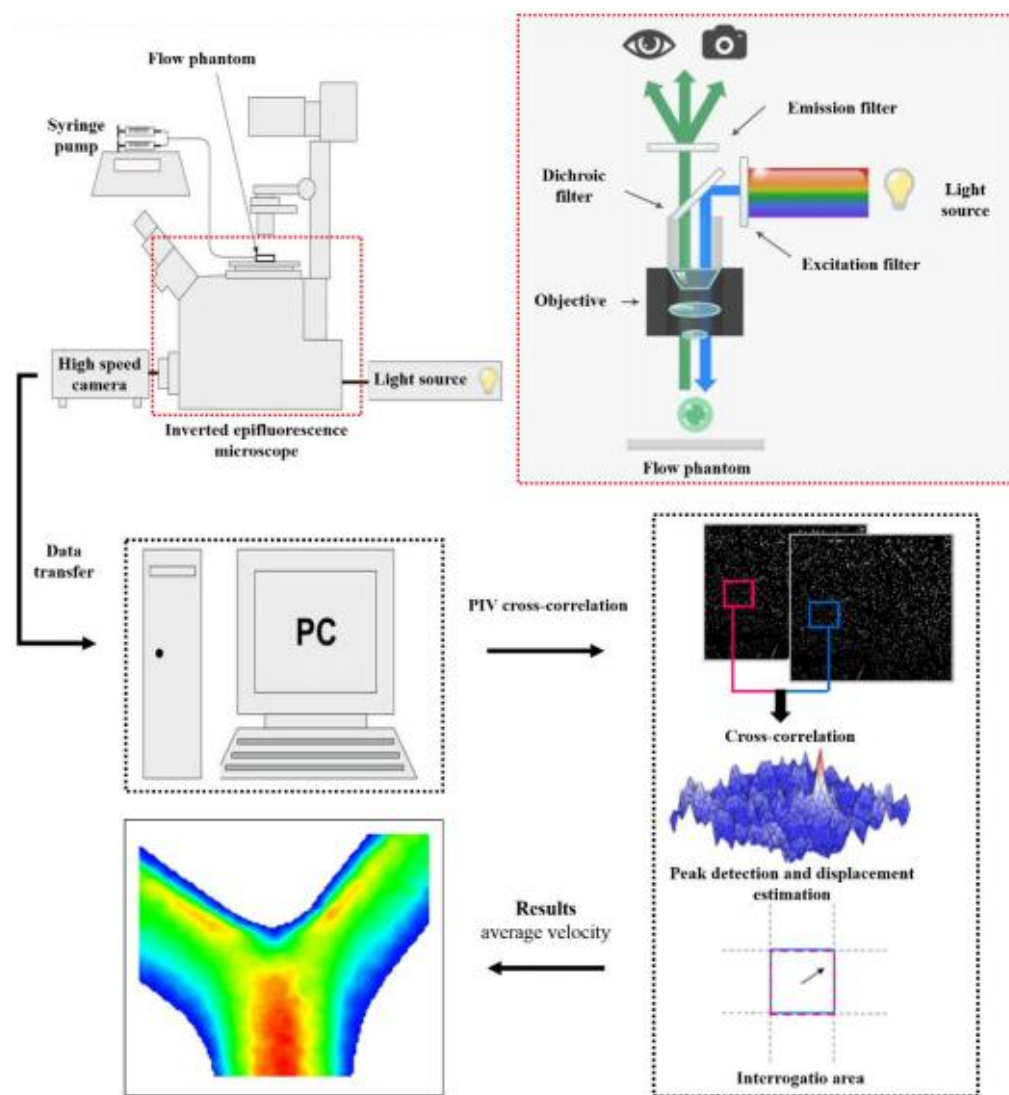 Flow phantom
Syringe
pump
High speed
camera
Light source
Inverted epifluorescence
microscope
Emission filter
Dichroic
filter
Light
source
Excitation filter
Objective
Flow phantom
Data
transfer
PC
PIV cross-correlation
Cross-correlation
Peak detection and displacement
estimation
Interrogatio area
Results
average velocity